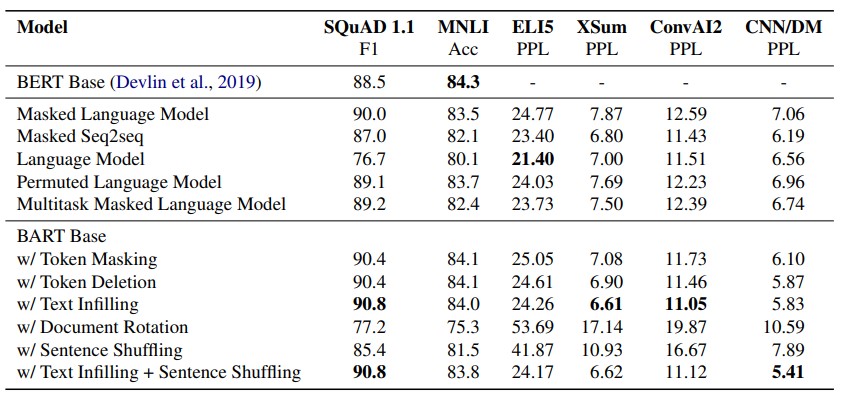 Model SQuAD 1.1 MNLI ELI5 XSum ConvAI2 CNN/DM
F1 Acc PPL PPL PPL PPL
BERT Base (Devlin et al., 2019) 88.5 84.3 - - - -
Masked Language Model 90.0 83.5 24.77 7.87 12.59 7.06
Masked Seq2seq 87.0 82.1 23.40 6.80 11.43 6.19
Language Model 76.7 80.1 21.40 7.00 11.51 6.56
Permuted Language Model 89.1 83.7 24.03 7.69 12.23 6.96
Multitask Masked Language Model 89.2 82.4 23.73 7.50 12.39 6.74
BART Base
w/ Token Masking 90.4 84.1 25.05 7.08 11.73 6.10
w/ Token Deletion 90.4 84.1 24.61 6.90 11.46 5.87
w/ Text Infilling 90.8 84.0 24.26 6.61 11.05 5.83
w/ Document Rotation 77.2 75.3 53.69 17.14 19.87 10.59
w/ Sentence Shuffling 85.4 81.5 41.87 10.93 16.67 7.89
w/ Text Infilling + Sentence Shuffling 90.8 83.8 24.17 6.62 11.12 5.41